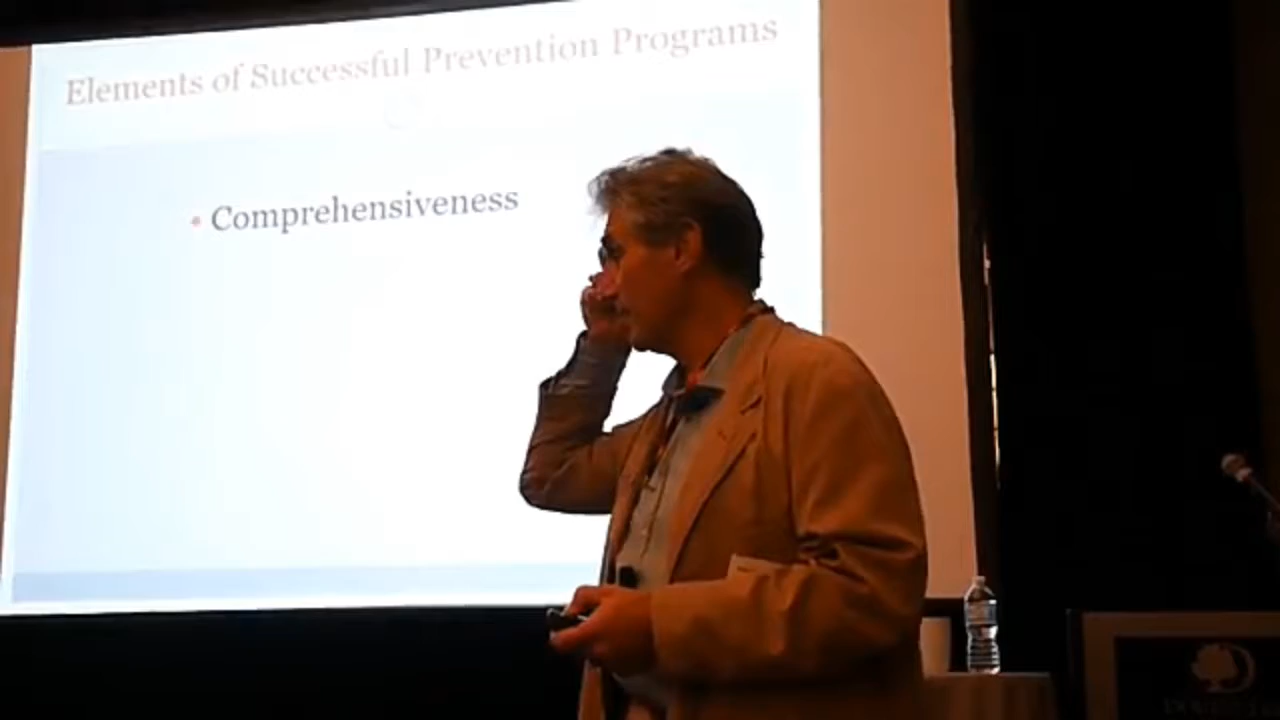 Elements of Successful Prevention Programs
• Comprehensiveness